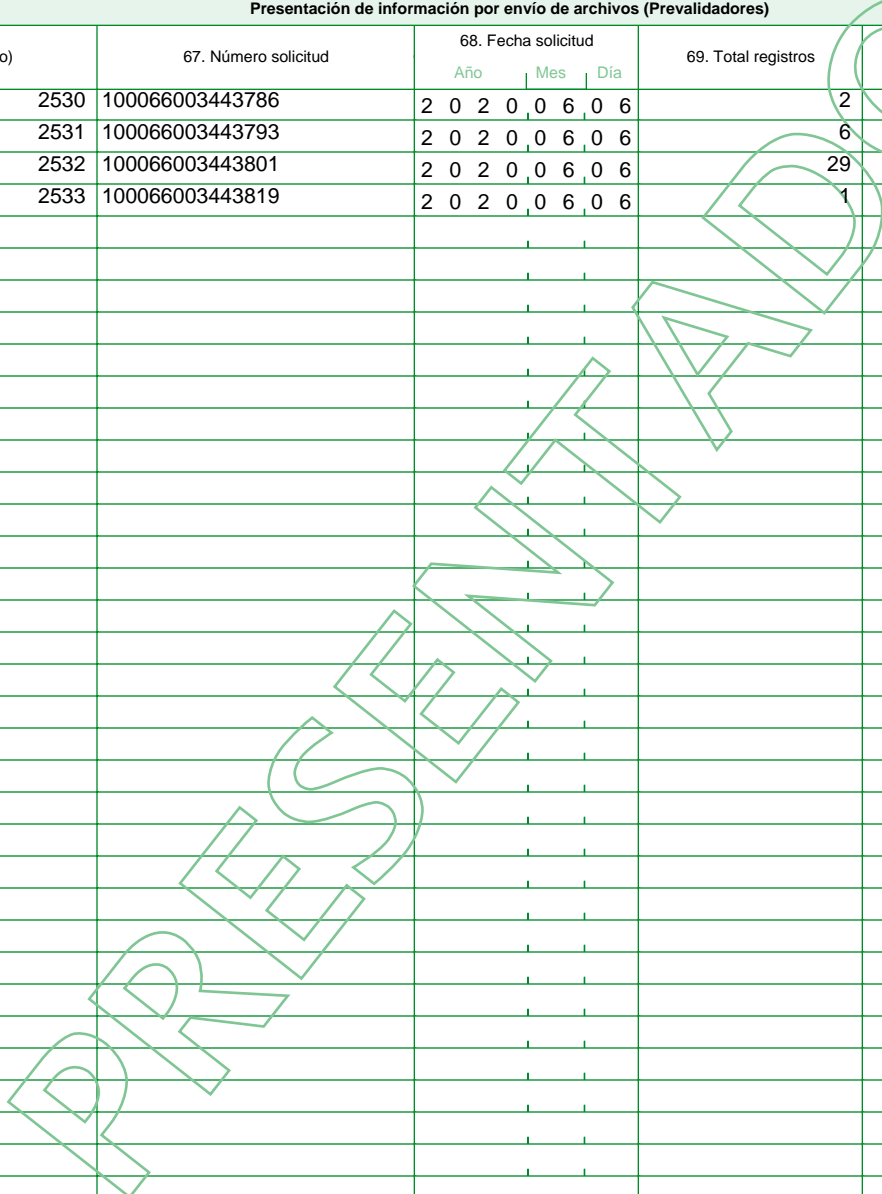 Presentación de información por envío de archivos (Prevalidadores)
o) 67. Número solicitud 68. Fecha solicitud 69. Total registros
Año Mes Día
2530 100066003443786 2 0 2 0 0 6 0 6 2
2531 100066003443793 2 0 2 0 0 6 0 6 6
2532 100066003443801 2 0 2 0 0 6 0 6 29
2533 100066003443819 2 0 2 0 0 6 0 6 1
PRESENTADO